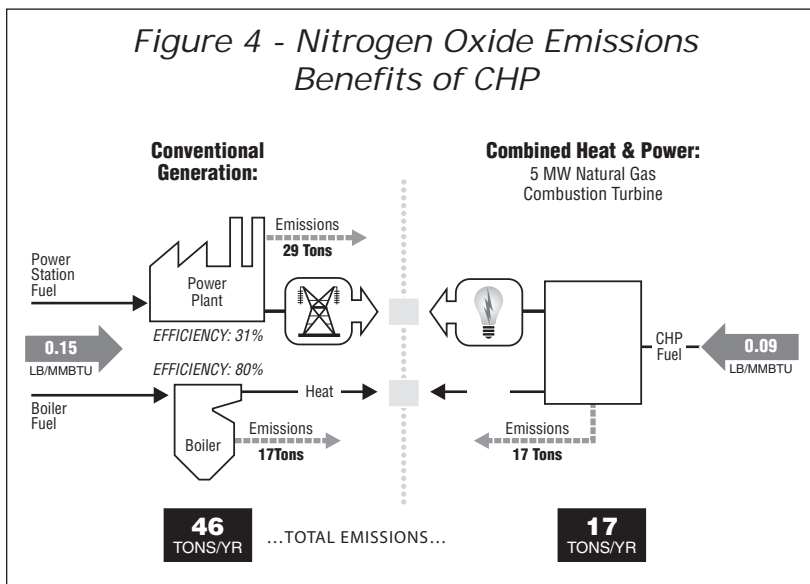 Figure 4 - Nitrogen Oxide Emissions
Benefits of CHP
Conventional
Generation:
Combined Heat & Power:
5 MW Natural Gas
Combustion Turbine
Power
Station
Fuel
Power
Plant
Emissions
29 Tons
EFFICIENCY: 31%
0.15
LB/MMBTU
EFFICIENCY: 80%
Boiler
Fuel
Boiler
Heat
Emissions
17Tons
CHP
Fuel
0.09
LB/MMBTU
Emissions
17 Tons
46
TONS/YR
...TOTAL EMISSIONS...
17
TONS/YR